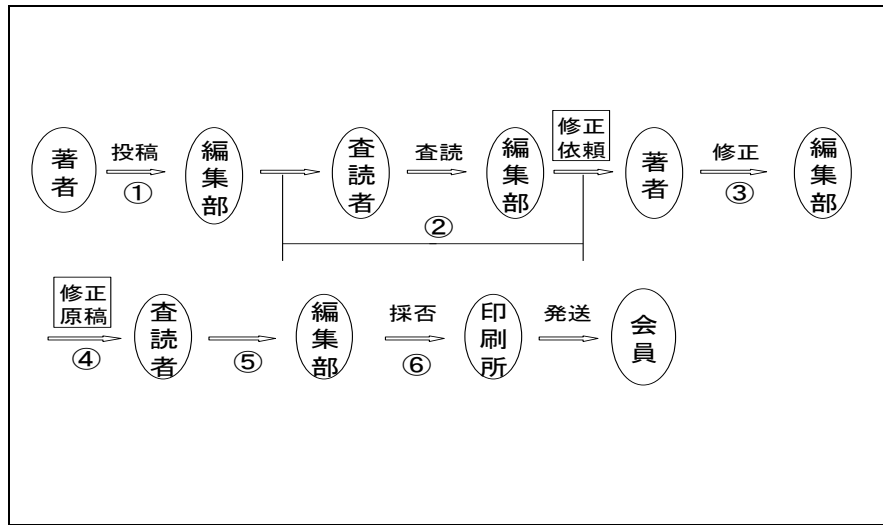 著者
投稿
①
編集部
査読者
査読
編集部
修正
依頼
著者
修正
③
編集部
②
修正
原稿
④
査読者
⑤
編集部
採否
⑥
印刷所
発送
会員